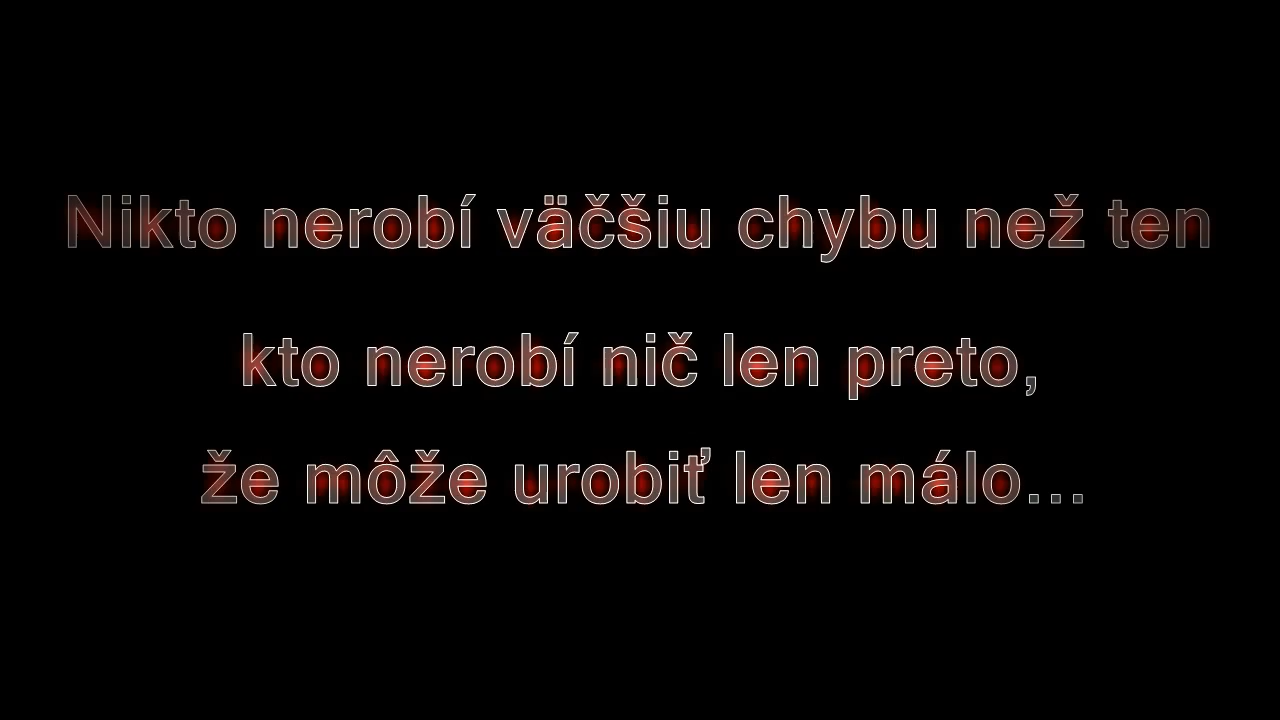 Nikto nerobí väčšiu chybu než ten
kto nerobí nič len preto,
že môže urobiť len málo...